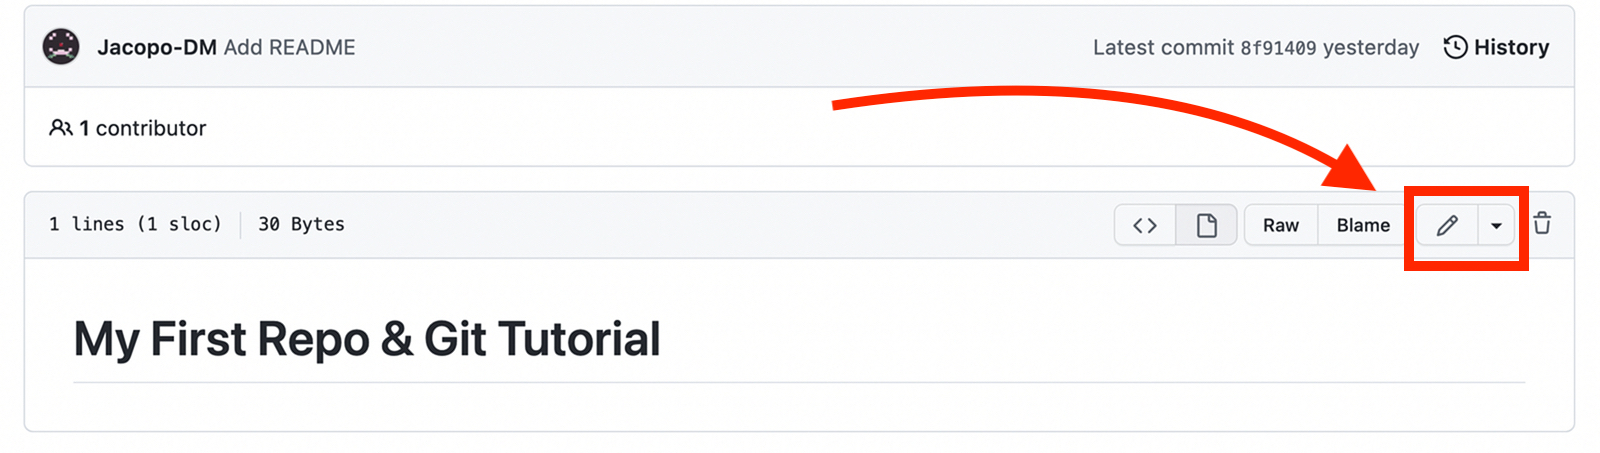 Jacopo-DM Add README Latest commit 8f91409 yesterday History
1 contributor
1 lines (1 sloc) 30 Bytes <> Raw Blame
My First Repo & Git Tutorial